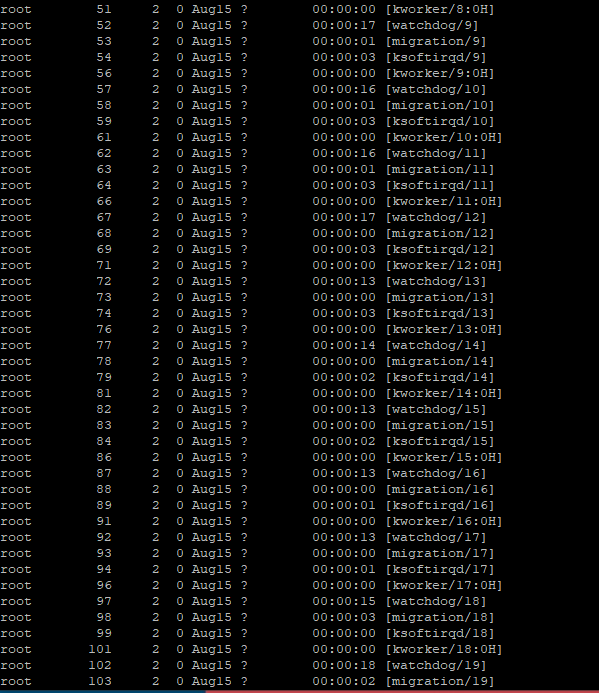 root 51 2 0 Aug15 ? 00:00:00 [kworker/8:0H]
root 52 2 0 Aug15 ? 00:00:17 [watchdog/9]
root 53 2 0 Aug15 ? 00:00:01 [migration/9]
root 54 2 0 Aug15 ? 00:00:03 [ksoftirqd/9]
root 56 2 0 Aug15 ? 00:00:00 [kworker/9:0H]
root 57 2 0 Aug15 ? 00:00:16 [watchdog/10]
root 58 2 0 Aug15 ? 00:00:01 [migration/10]
root 59 2 0 Aug15 ? 00:00:03 [ksoftirqd/10]
root 61 2 0 Aug15 ? 00:00:00 [kworker/10:0H]
root 62 2 0 Aug15 ? 00:00:16 [watchdog/11]
root 63 2 0 Aug15 ? 00:00:01 [migration/11]
root 64 2 0 Aug15 ? 00:00:03 [ksoftirqd/11]
root 66 2 0 Aug15 ? 00:00:00 [kworker/11:0H]
root 67 2 0 Aug15 ? 00:00:17 [watchdog/12]
root 68 2 0 Aug15 ? 00:00:00 [migration/12]
root 69 2 0 Aug15 ? 00:00:03 [ksoftirqd/12]
root 71 2 0 Aug15 ? 00:00:00 [kworker/12:0H]
root 72 2 0 Aug15 ? 00:00:13 [watchdog/13]
root 73 2 0 Aug15 ? 00:00:00 [migration/13]
root 74 2 0 Aug15 ? 00:00:03 [ksoftirqd/13]
root 76 2 0 Aug15 ? 00:00:00 [kworker/13:0H]
root 77 2 0 Aug15 ? 00:00:14 [watchdog/14]
root 78 2 0 Aug15 ? 00:00:00 [migration/14]
root 79 2 0 Aug15 ? 00:00:02 [ksoftirqd/14]
root 81 2 0 Aug15 ? 00:00:00 [kworker/14:0H]
root 82 2 0 Aug15 ? 00:00:13 [watchdog/15]
root 83 2 0 Aug15 ? 00:00:00 [migration/15]
root 84 2 0 Aug15 ? 00:00:02 [ksoftirqd/15]
root 86 2 0 Aug15 ? 00:00:00 [kworker/15:0H]
root 87 2 0 Aug15 ? 00:00:13 [watchdog/16]
root 88 2 0 Aug15 ? 00:00:00 [migration/16]
root 89 2 0 Aug15 ? 00:00:01 [ksoftirqd/16]
root 91 2 0 Aug15 ? 00:00:00 [kworker/16:0H]
root 92 2 0 Aug15 ? 00:00:13 [watchdog/17]
root 93 2 0 Aug15 ? 00:00:00 [migration/17]
root 94 2 0 Aug15 ? 00:00:01 [ksoftirqd/17]
root 96 2 0 Aug15 ? 00:00:00 [kworker/17:0H]
root 97 2 0 Aug15 ? 00:00:15 [watchdog/18]
root 98 2 0 Aug15 ? 00:00:03 [migration/18]
root 99 2 0 Aug15 ? 00:00:00 [ksoftirqd/18]
root 101 2 0 Aug15 ? 00:00:00 [kworker/18:0H]
root 102 2 0 Aug15 ? 00:00:18 [watchdog/19]
root 103 2 0 Aug15 ? 00:00:02 [migration/19]